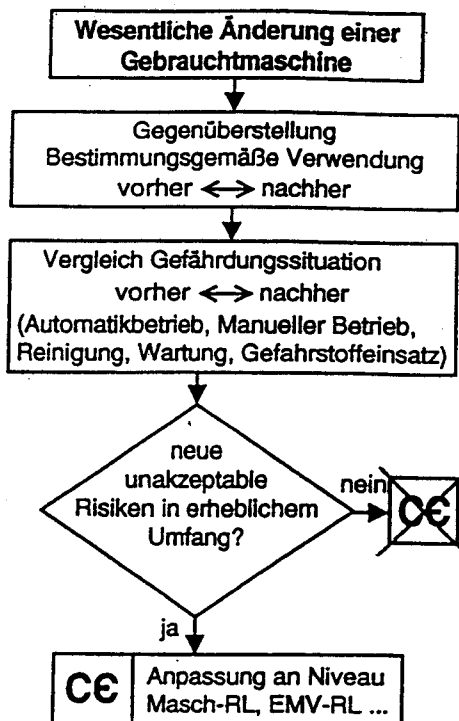 Wesentliche Änderung einer
Gebrauchtmaschine
Gegenüberstellung
Bestimmungsgemäße Verwendung
vorher ⟷ nachher
Vergleich Gefährdungssituation
vorher ⟷ nachher
(Automatikbetrieb, Manueller Betrieb,
Reinigung, Wartung, Gefahrstoffeinsatz)
neue
unakzeptable
Risiken in erheblichem
Umfang?
nein
CE
ja
CE
Anpassung an Niveau
Masch-RL, EMV-RL ...